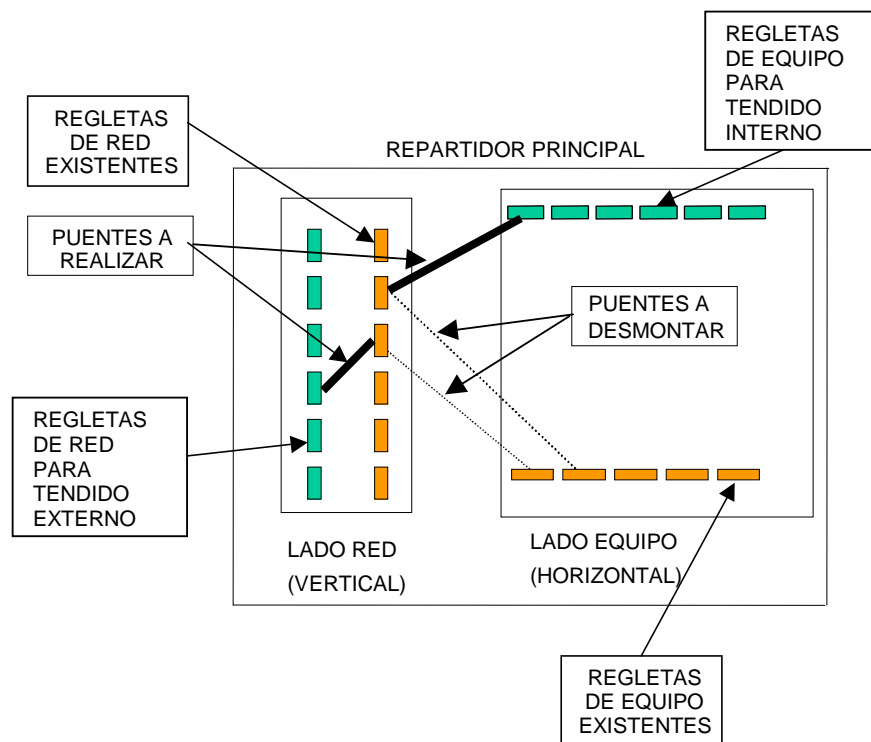 REGLETAS
DE EQUIPO
PARA
TENDIDO
INTERNO
REGLETAS
DE RED
EXISTENTES
REPARTIDOR PRINCIPAL
PUENTES A
REALIZAR
PUENTES A
DESMONTAR
REGLETAS
DE RED
PARA
TENDIDO
EXTERNO
LADO RED
(VERTICAL)
LADO EQUIPO
(HORIZONTAL)
REGLETAS
DE EQUIPO
EXISTENTES